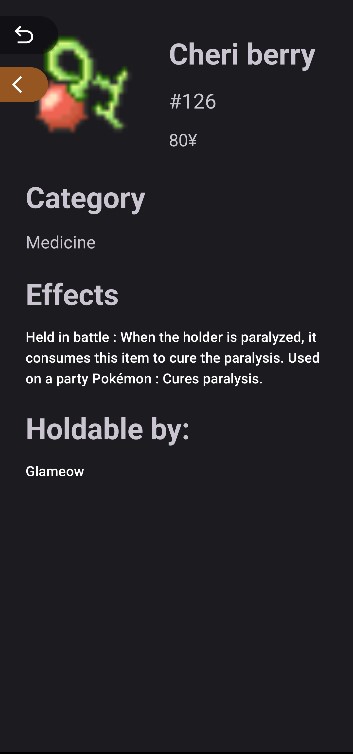 Cheri berry
#126
80¥
Category
Medicine
Effects
Held in battle : When the holder is paralyzed, it
consumes this item to cure the paralysis. Used
on a party Pokémon : Cures paralysis.
Holdable by:
Glameow